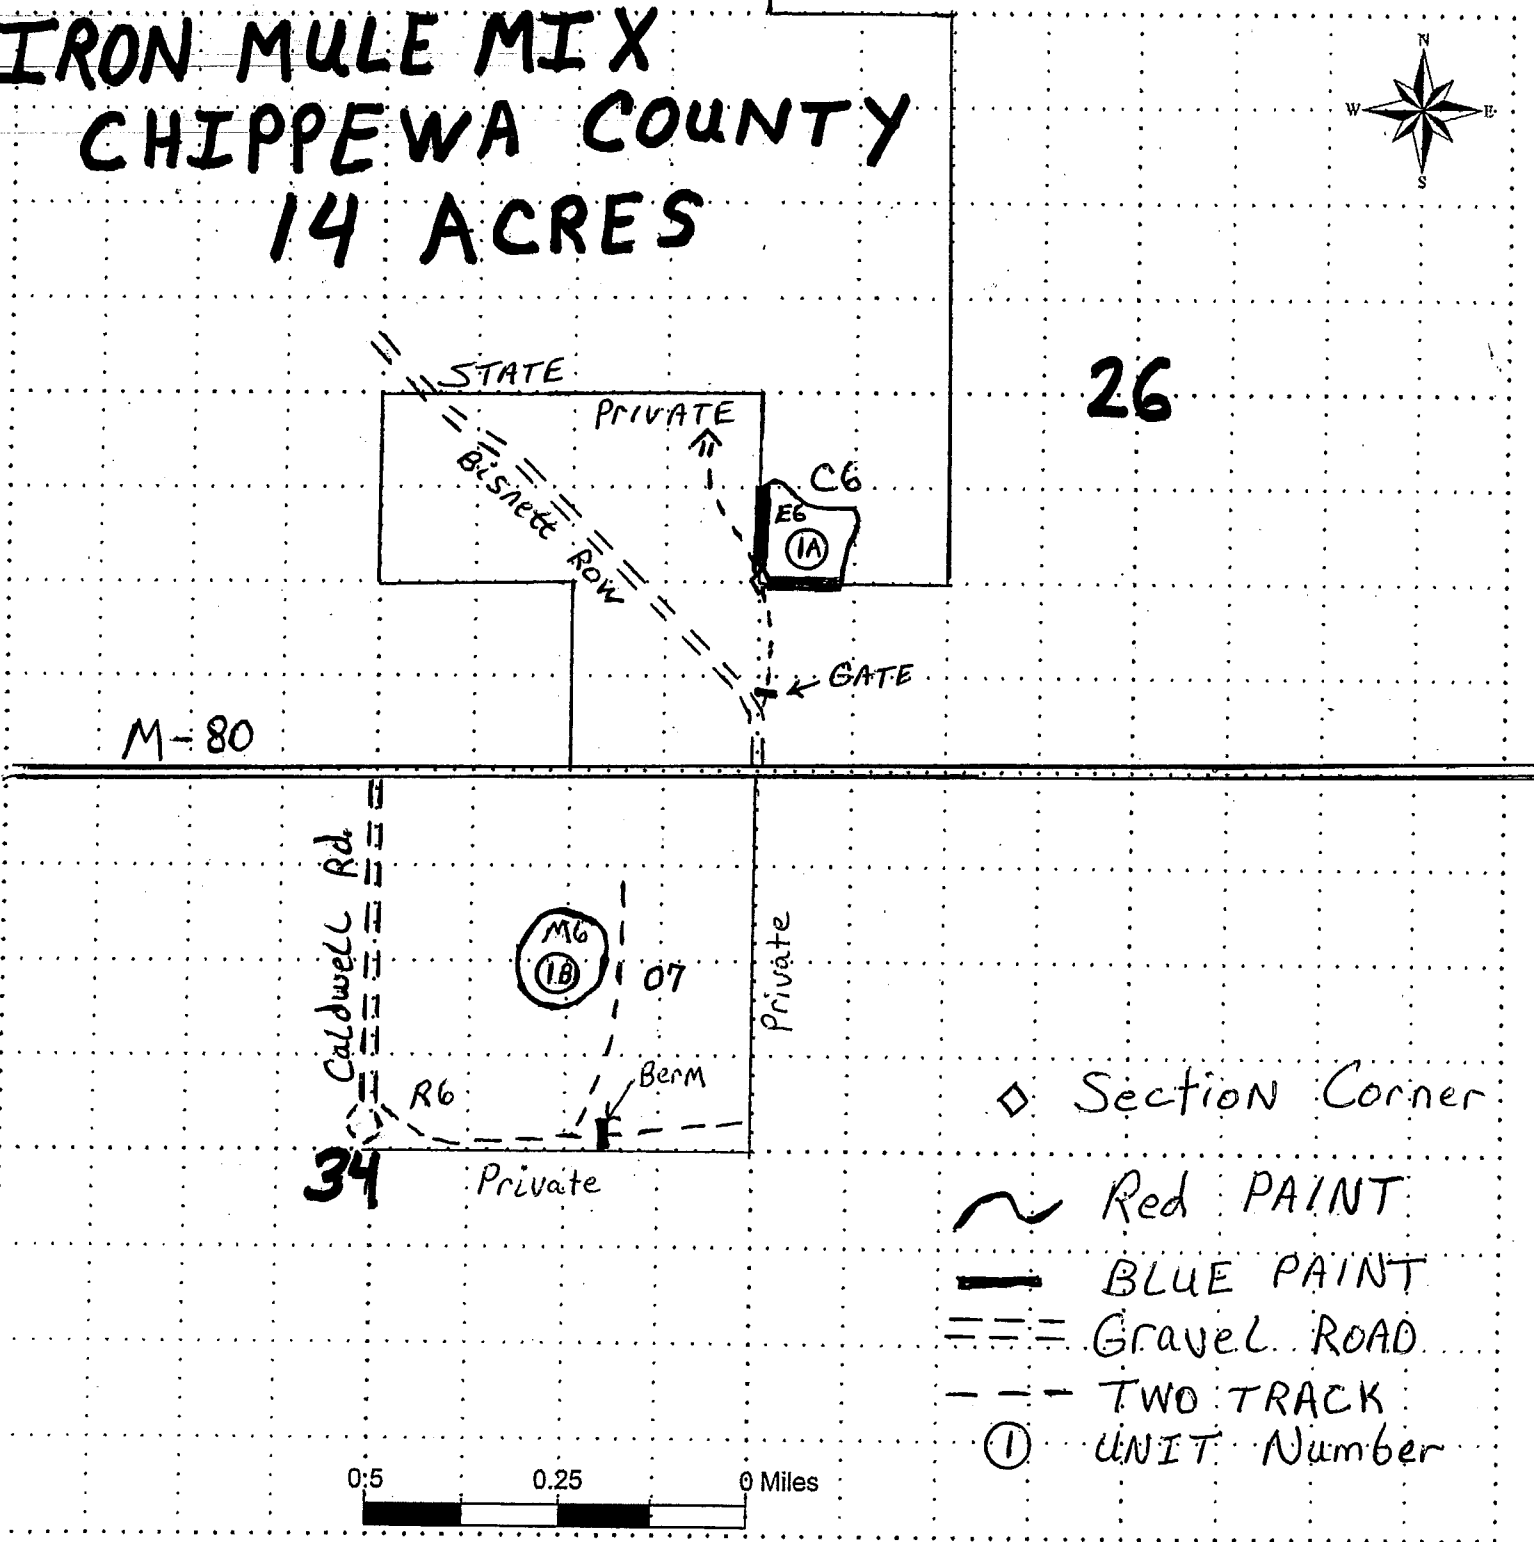 IRON MULE MIX
CHIPPEWA COUNTY
14 ACRES
N
W E
S
STATE
PRIVATE
26
Bisnett Row
C6
E6
1A
GATE
M-80
Caldwell Rd
M6
1B
07
Private
Berm
R6
34
Private
Section Corner
Red PAINT
BLUE PAINT
Gravel ROAD
TWO TRACK
1 UNIT Number
0.5 0.25 0 Miles